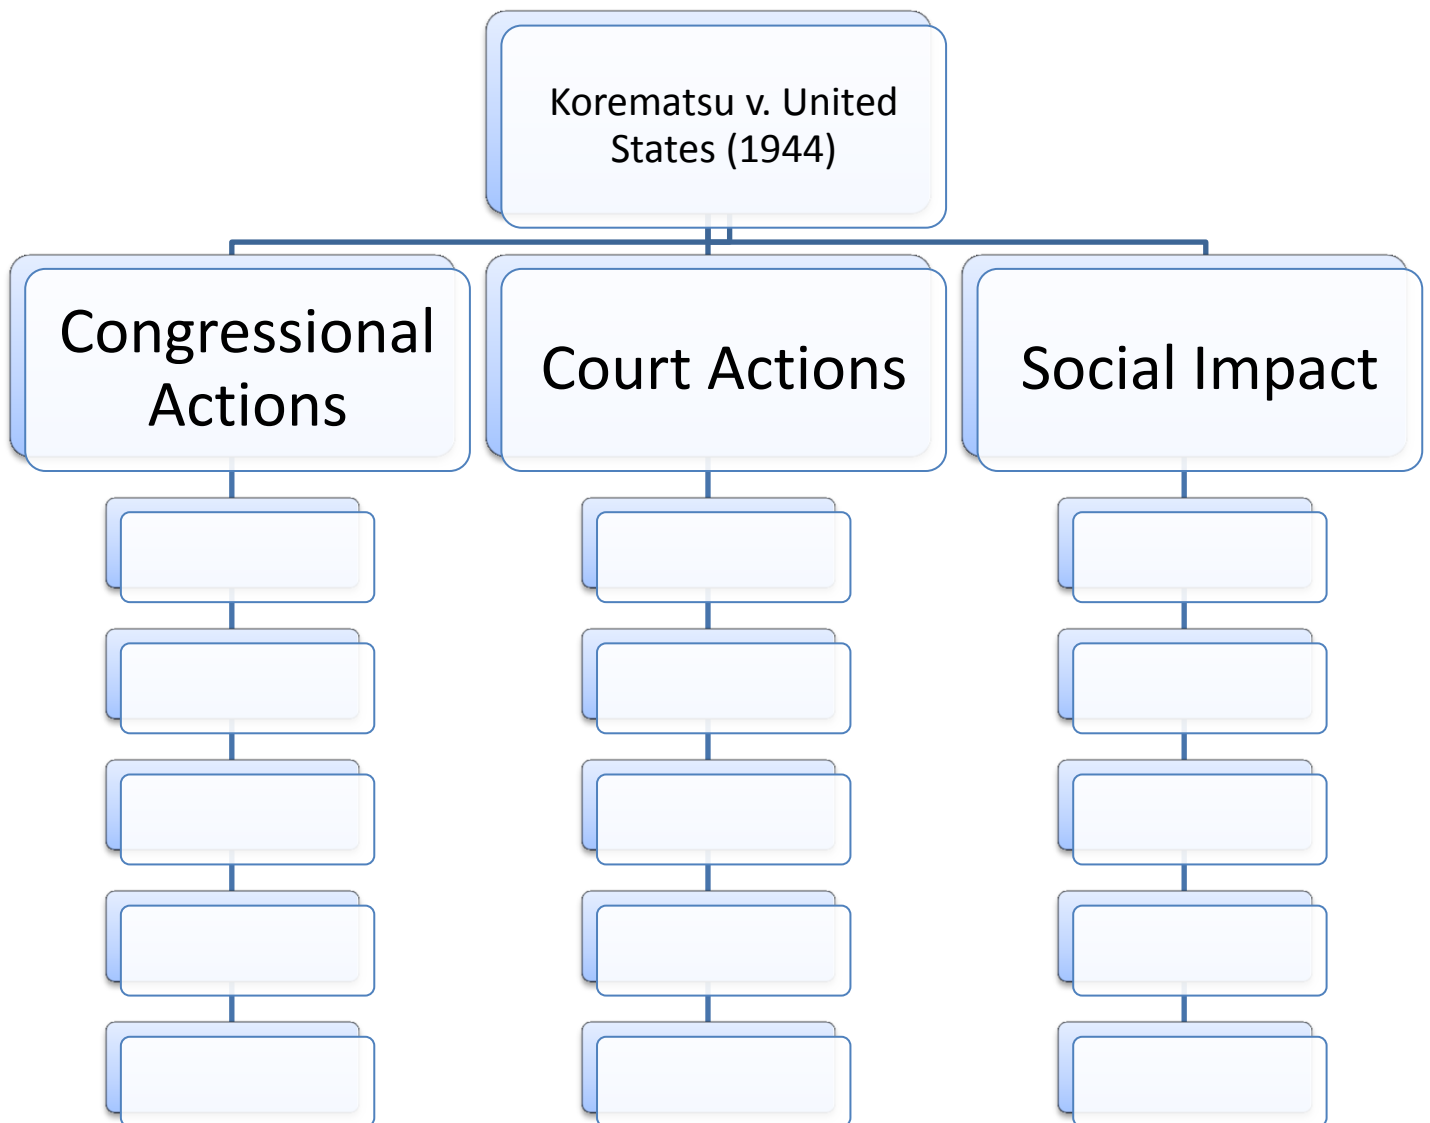 Korematsu v. United
States (1944)
Congressional
Actions
Court Actions
Social Impact